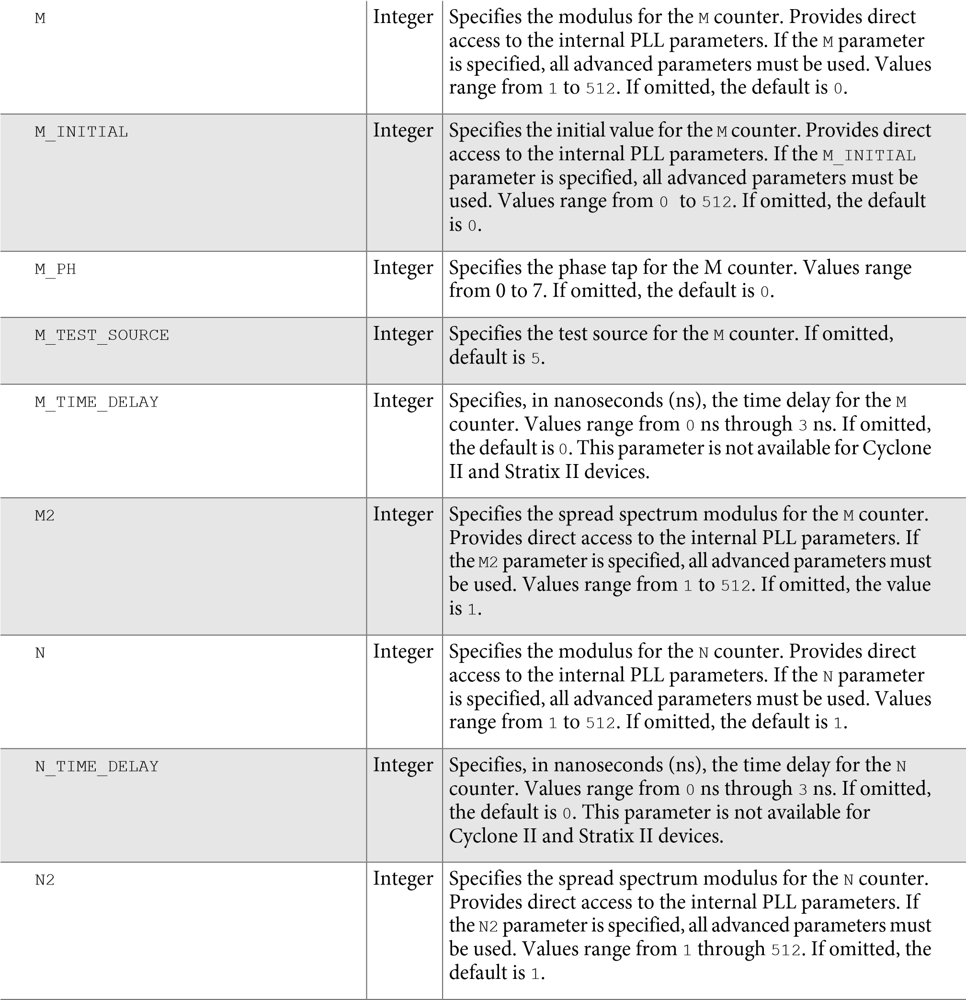 M Integer Specifies the modulus for the M counter. Provides direct
access to the internal PLL parameters. If the M parameter
is specified, all advanced parameters must be used. Values
range from 1 to 512. If omitted, the default is 0.
M_INITIAL Integer Specifies the initial value for the M counter. Provides direct
access to the internal PLL parameters. If the M_INITIAL
parameter is specified, all advanced parameters must be
used. Values range from 0 to 512. If omitted, the default
is 0.
M_PH Integer Specifies the phase tap for the M counter. Values range
from 0 to 7. If omitted, the default is 0.
M_TEST_SOURCE Integer Specifies the test source for the M counter. If omitted,
default is 5.
M_TIME_DELAY Integer Specifies, in nanoseconds (ns), the time delay for the M
counter. Values range from 0 ns through 3 ns. If omitted,
the default is 0. This parameter is not available for Cyclone
II and Stratix II devices.
M2 Integer Specifies the spread spectrum modulus for the M counter.
Provides direct access to the internal PLL parameters. If
the M2 parameter is specified, all advanced parameters must
be used. Values range from 1 to 512. If omitted, the value
is 1.
N Integer Specifies the modulus for the N counter. Provides direct
access to the internal PLL parameters. If the N parameter
is specified, all advanced parameters must be used. Values
range from 1 to 512. If omitted, the default is 1.
N_TIME_DELAY Integer Specifies, in nanoseconds (ns), the time delay for the N
counter. Values range from 0 ns through 3 ns. If omitted,
the default is 0. This parameter is not available for
Cyclone II and Stratix II devices.
N2 Integer Specifies the spread spectrum modulus for the N counter.
Provides direct access to the internal PLL parameters. If
the N2 parameter is specified, all advanced parameters must
be used. Values range from 1 through 512. If omitted, the
default is 1.